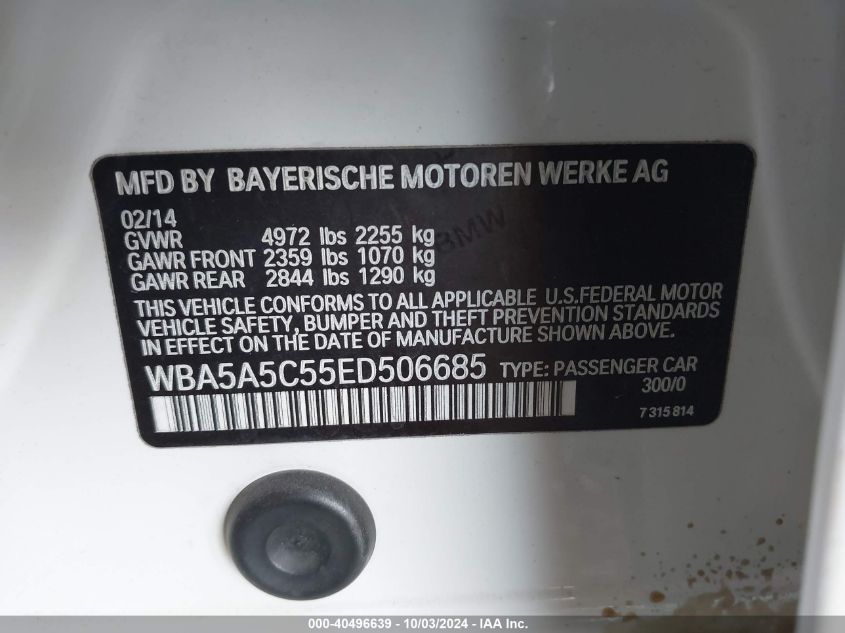 MFD BY BAYERISCHE MOTOREN WERKE AG
02/14
GVWR 4972 lbs 2255 kg
GAWR FRONT 2359 lbs 1070 kg
GAWR REAR 2844 lbs 1290 kg
BMW
THIS VEHICLE CONFORMS TO ALL APPLICABLE U.S.FEDERAL MOTOR
VEHICLE SAFETY, BUMPER AND THEFT PREVENTION STANDARDS
IN EFFECT ON THE DATE OF MANUFACTURE SHOWN ABOVE.
WBA5A5C55ED506685 TYPE: PASSENGER CAR
300/0
7 315 814
000-40496639 - 10/03/2024 - IAA Inc.